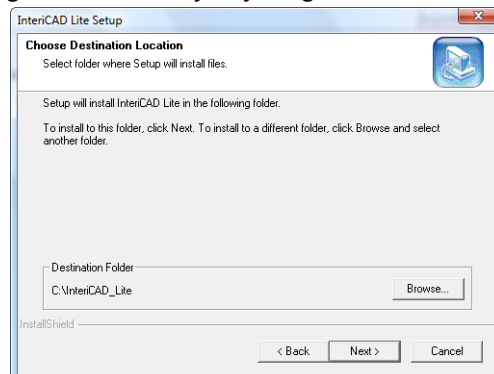 InteriCAD Lite Setup
Choose Destination Location
Select folder where Setup will install files.
Setup will install InteriCAD Lite in the following folder.
To install to this folder, click Next. To install to a different folder, click Browse and select
another folder.
Destination Folder
C:\InteriCAD_Lite
Browse...
InstallShield
< Back
Next >
Cancel